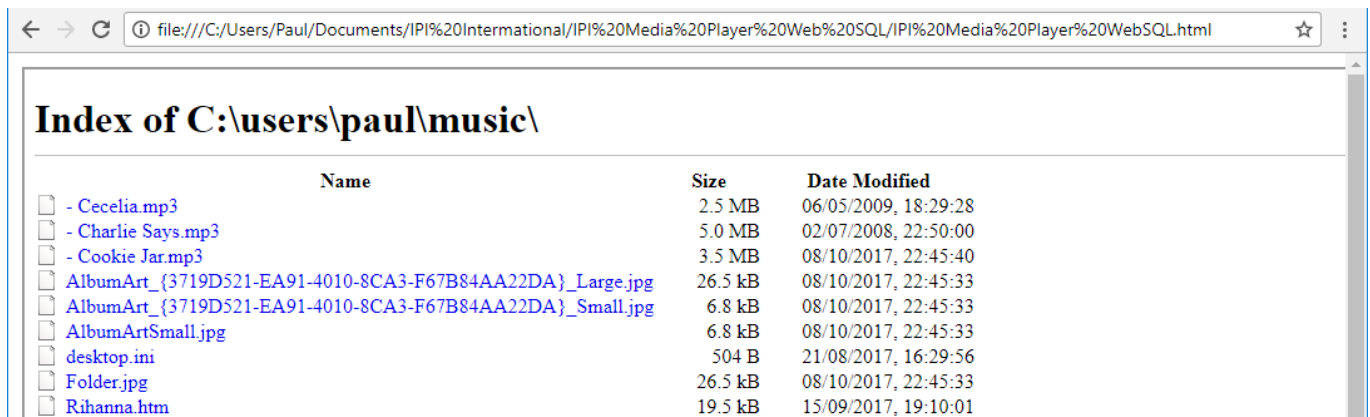 file:///C:/Users/Paul/Documents/IPI%20International/IPI%20Media%20Player%20Web%20SQL/IPI%20Media%20Player%20WebSQL.html
Index of C:\users\paul\music\
Name Size Date Modified
- Cecelia.mp3 2.5 MB 06/05/2009, 18:29:28
- Charlie Says.mp3 5.0 MB 02/07/2008, 22:50:00
- Cookie Jar.mp3 3.5 MB 08/10/2017, 22:45:40
AlbumArt_{3719D521-EA91-4010-8CA3-F67B84AA22DA}_Large.jpg 26.5 kB 08/10/2017, 22:45:33
AlbumArt_{3719D521-EA91-4010-8CA3-F67B84AA22DA}_Small.jpg 6.8 kB 08/10/2017, 22:45:33
AlbumArtSmall.jpg 6.8 kB 08/10/2017, 22:45:33
desktop.ini 504 B 21/08/2017, 16:29:56
Folder.jpg 26.5 kB 08/10/2017, 22:45:33
Rihanna.htm 19.5 kB 15/09/2017, 19:10:01